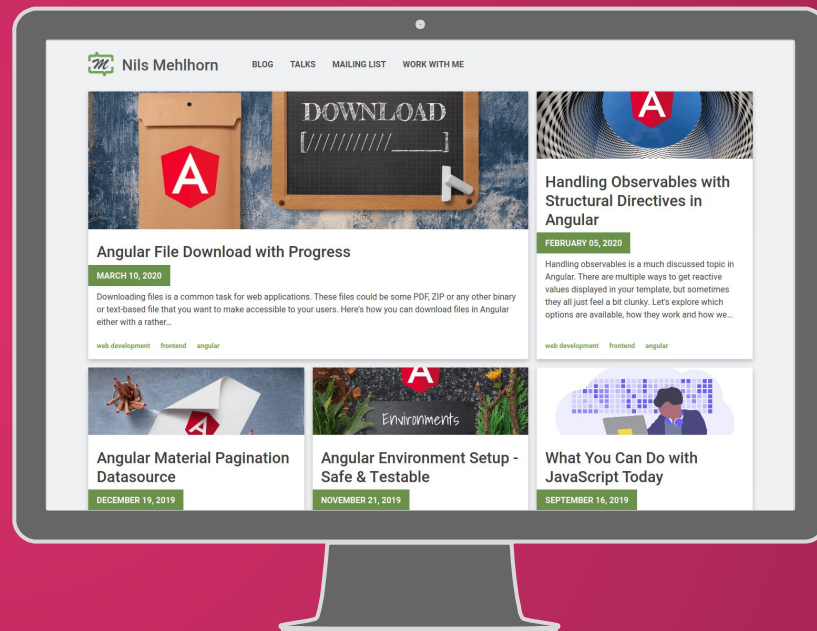 Nils Mehlhorn
BLOG TALKS MAILING LIST WORK WITH ME
DOWNLOAD
[///////////_____]
Angular File Download with Progress
MARCH 10, 2020
Downloading files is a common task for web applications. These files could be some PDF, ZIP or any other binary
or text-based file that you want to make accessible to your users. Here's how you can download files in Angular
either with a rather...
web development frontend angular
Handling Observables with
Structural Directives in
Angular
FEBRUARY 05, 2020
Handling observables is a much discussed topic in
Angular. There are multiple ways to get reactive
values displayed in your template, but sometimes
they all just feel a bit clunky. Let's explore which
options are available, how they work and how we...
web development frontend angular
Angular Material Pagination
Datasource
DECEMBER 19, 2019
Environments
Angular Environment Setup -
Safe & Testable
NOVEMBER 21, 2019
What You Can Do with
JavaScript Today
SEPTEMBER 16, 2019